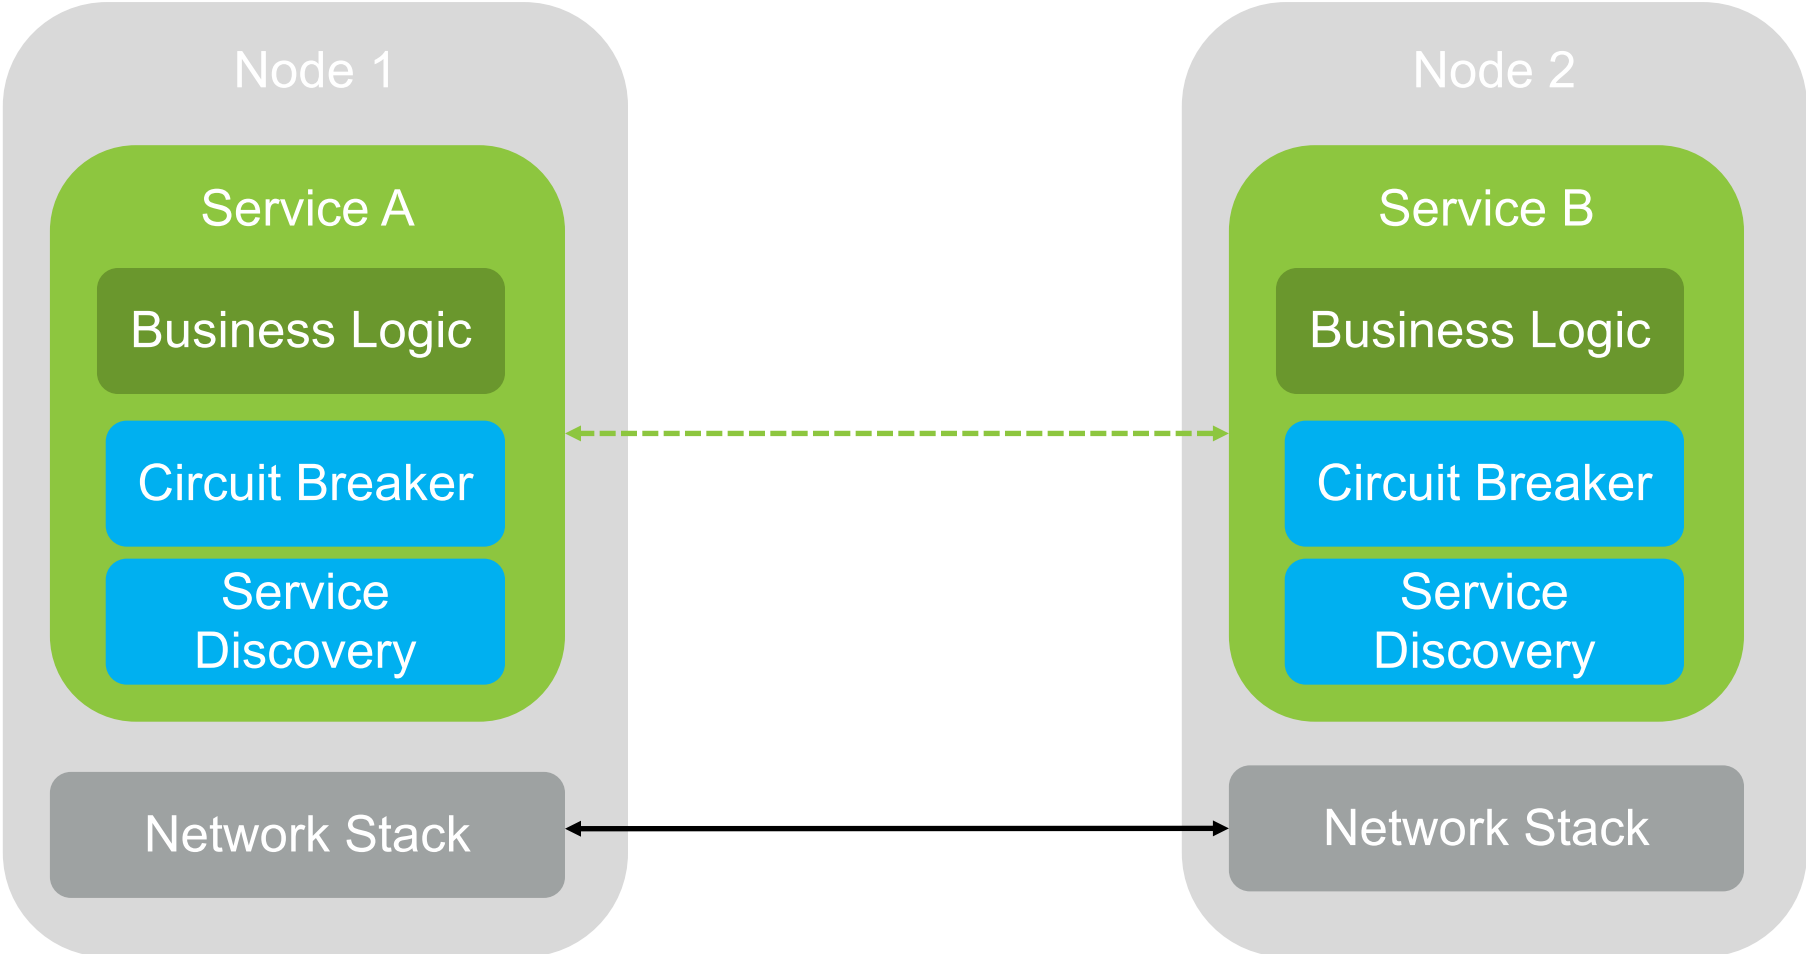 Node 1
Service A
Business Logic
Circuit Breaker
Service
Discovery
Network Stack
Node 2
Service B
Business Logic
Circuit Breaker
Service
Discovery
Network Stack